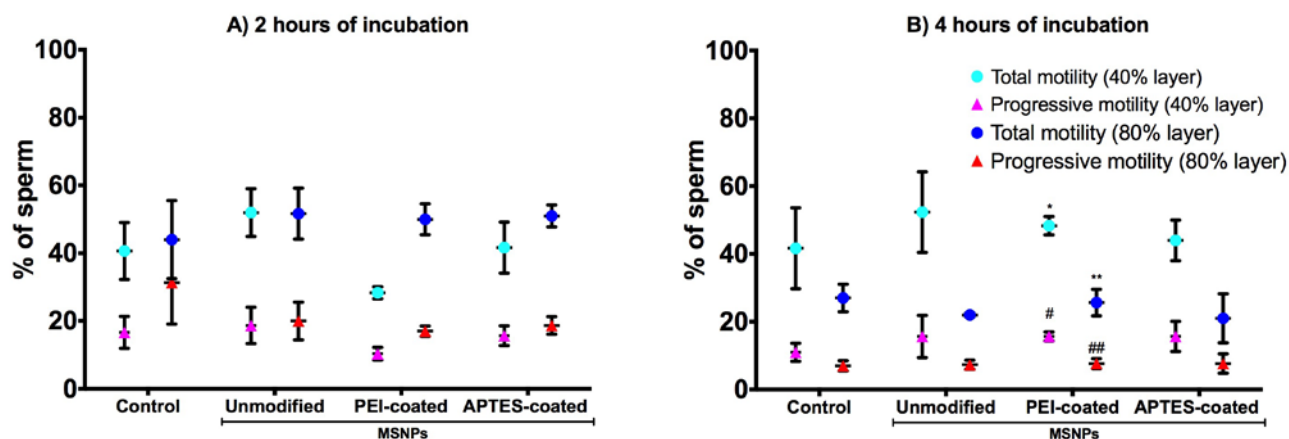 A) 2 hours of incubation
% of sperm
100
80
60
40
20
0
Control
Unmodified
PEI-coated
APTES-coated
MSNPs
B) 4 hours of incubation
% of sperm
100
80
60
40
20
0
Total motility (40% layer)
Progressive motility (40% layer)
Total motility (80% layer)
Progressive motility (80% layer)
*
**
#
##
Control
Unmodified
PEI-coated
APTES-coated
MSNPs